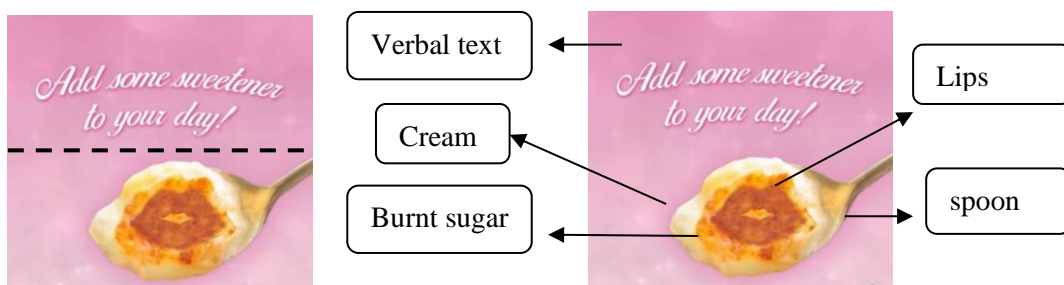 Add some sweetener
to your day!
Verbal text
Cream
Burnt sugar
Add some sweetener
to your day!
Lips
spoon